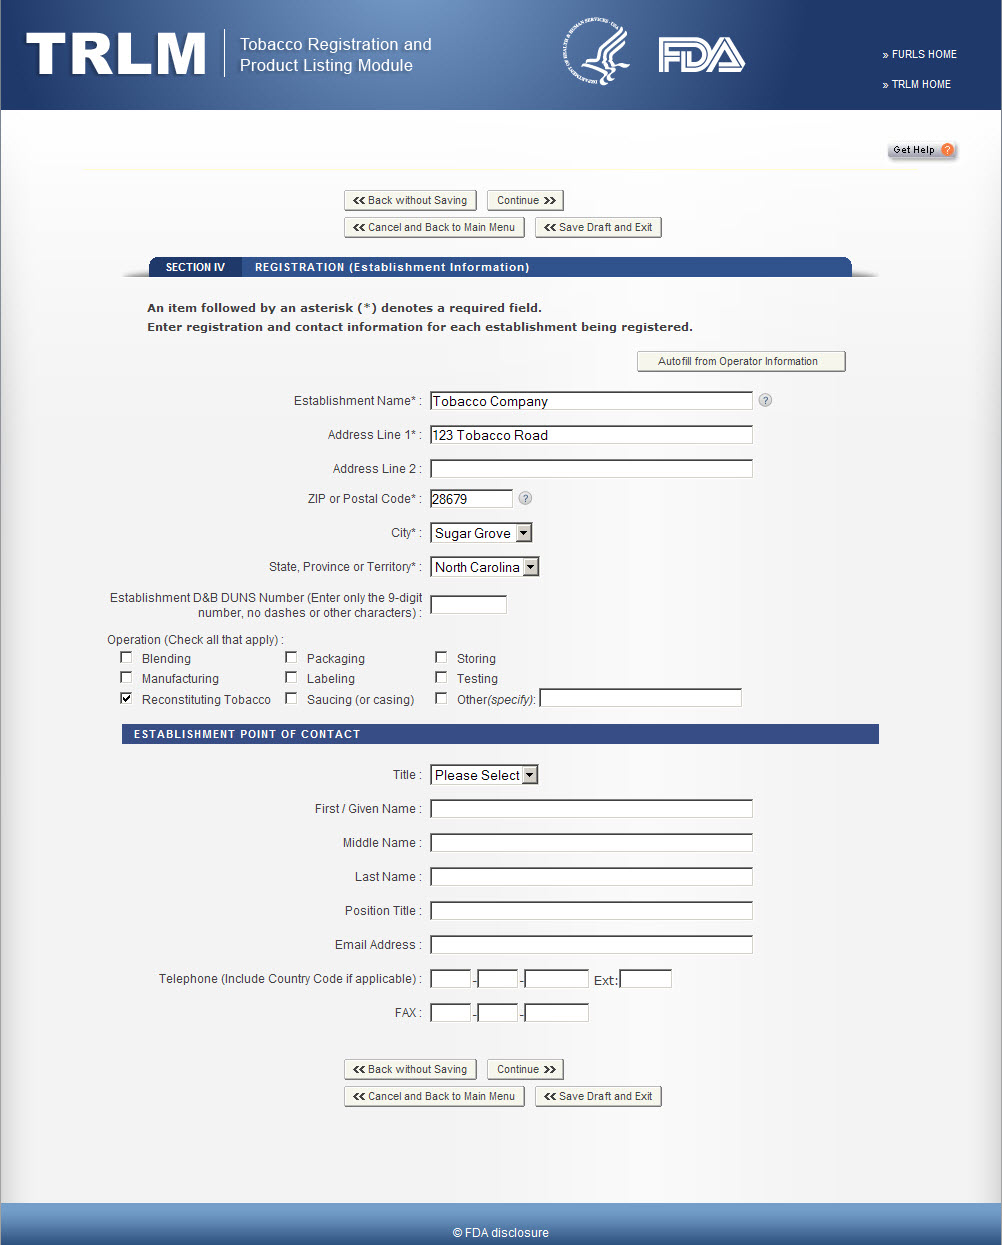 TRLM
Tobacco Registration and
Product Listing Module
DEPARTMENT OF HEALTH & HUMAN SERVICES · USA
FDA
» FURLS HOME
» TRLM HOME
Get Help ?
<< Back without Saving Continue >>
<< Cancel and Back to Main Menu << Save Draft and Exit
SECTION IV REGISTRATION (Establishment Information)
An item followed by an asterisk (*) denotes a required field.
Enter registration and contact information for each establishment being registered.
Autofill from Operator Information
Establishment Name* : Tobacco Company ?
Address Line 1* : 123 Tobacco Road
Address Line 2 :
ZIP or Postal Code* : 28679 ?
City* : Sugar Grove
State, Province or Territory* : North Carolina
Establishment D&B DUNS Number (Enter only the 9-digit
number, no dashes or other characters) :
Operation (Check all that apply) :
Blending Packaging Storing
Manufacturing Labeling Testing
Reconstituting Tobacco Saucing (or casing) Other(specify):
ESTABLISHMENT POINT OF CONTACT
Title : Please Select
First / Given Name :
Middle Name :
Last Name :
Position Title :
Email Address :
Telephone (Include Country Code if applicable) : - - Ext:
FAX : - -
<< Back without Saving Continue >>
<< Cancel and Back to Main Menu << Save Draft and Exit
© FDA disclosure